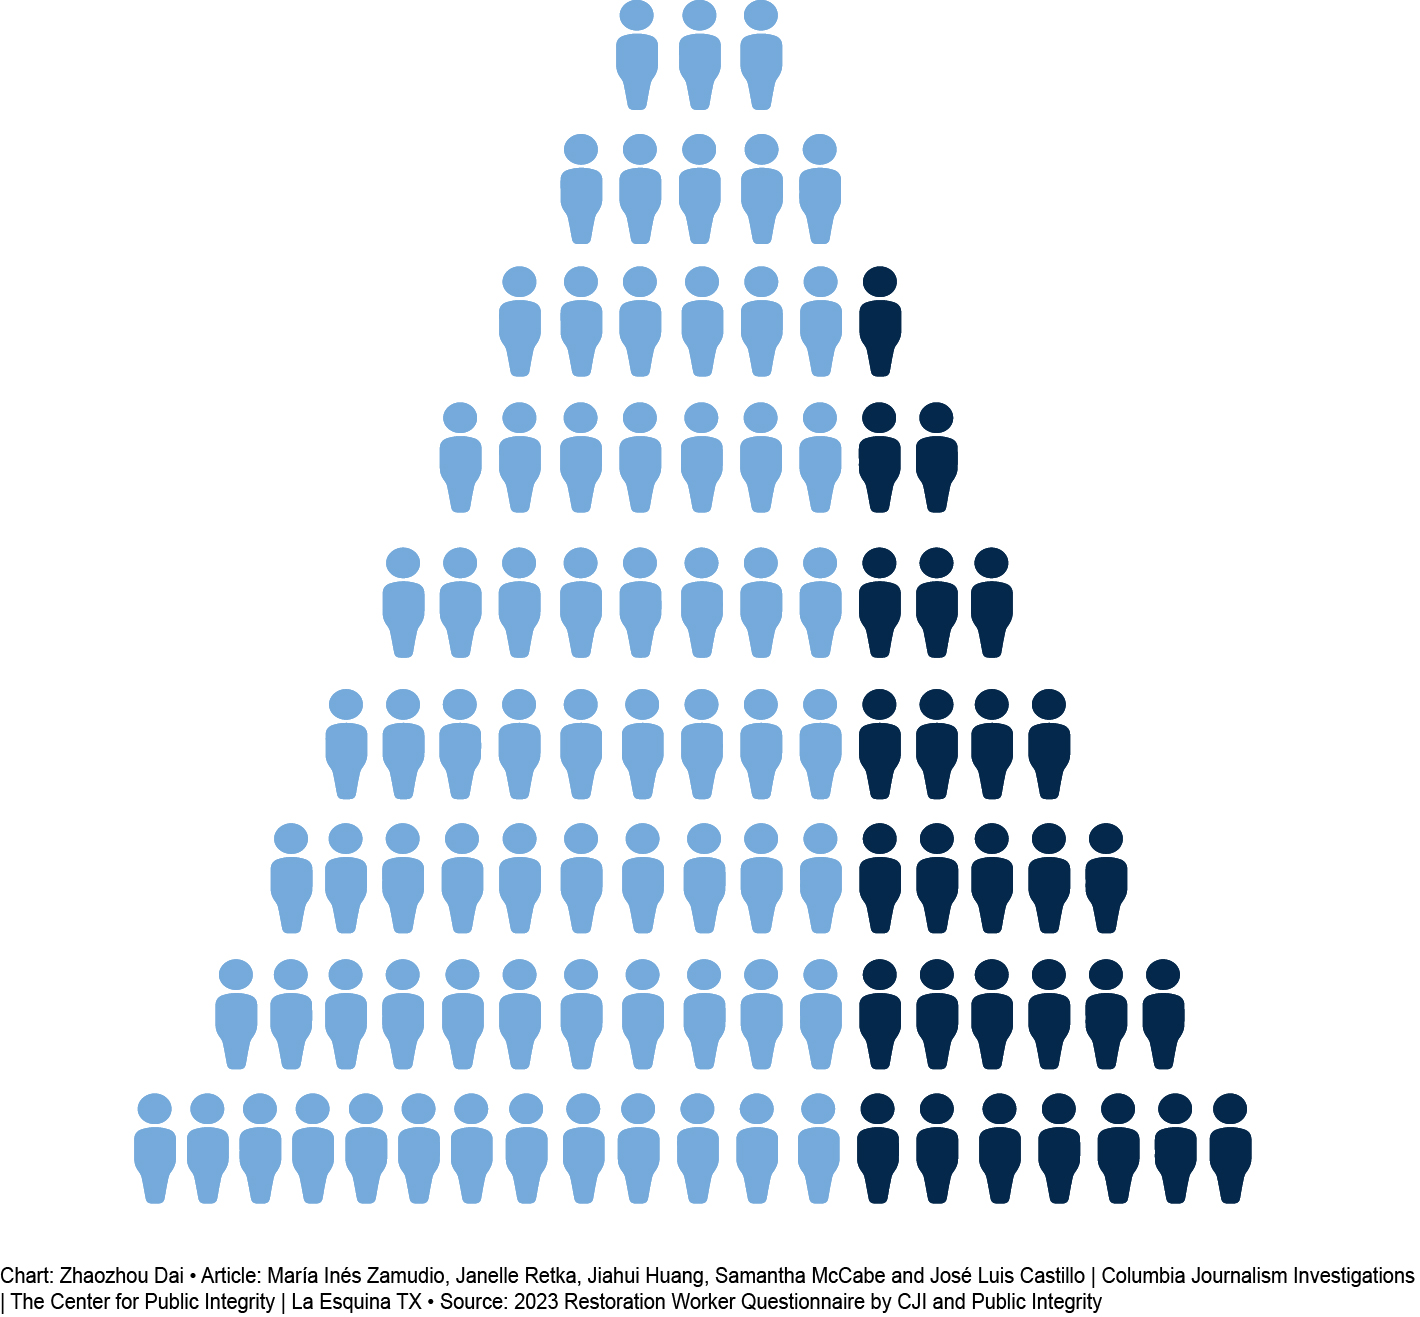 Chart: Zhaozhou Dai • Article: María Inés Zamudio, Janelle Retka, Jiahui Huang, Samantha McCabe and José Luis Castillo | Columbia Journalism Investigations
| The Center for Public Integrity | La Esquina TX • Source: 2023 Restoration Worker Questionnaire by CJI and Public Integrity